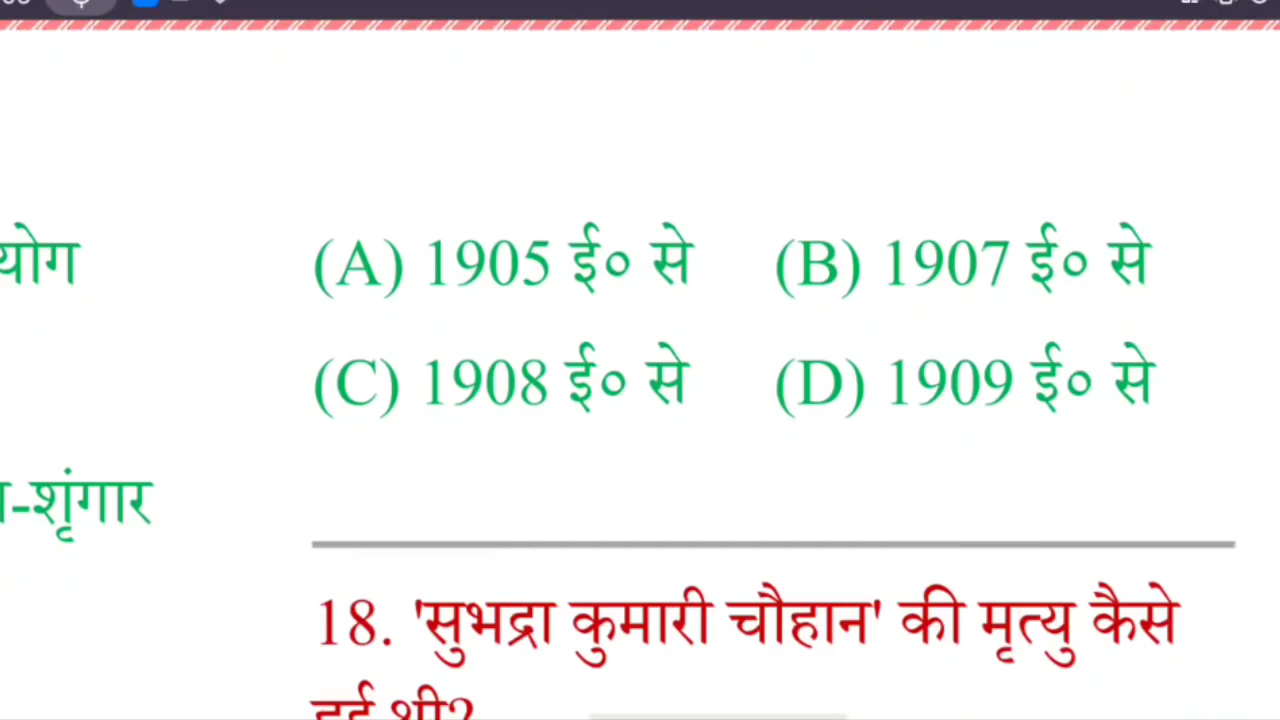 योग
(A) 1905 ई० से (B) 1907 ई० से
(C) 1908 ई० से (D) 1909 ई० से
-शृंगार
18. 'सुभद्रा कुमारी चौहान' की मृत्यु कैसे
हुई थी?